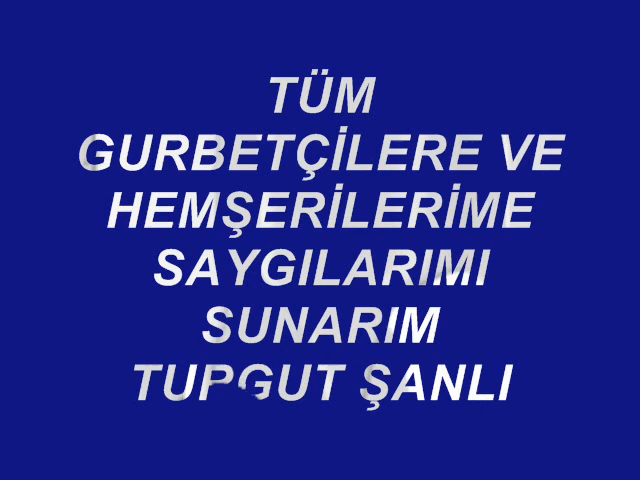 TÜM
GURBETÇİLERE VE
HEMŞERİLERİME
SAYGILARIMI
SUNARIM
TURGUT ŞANLI